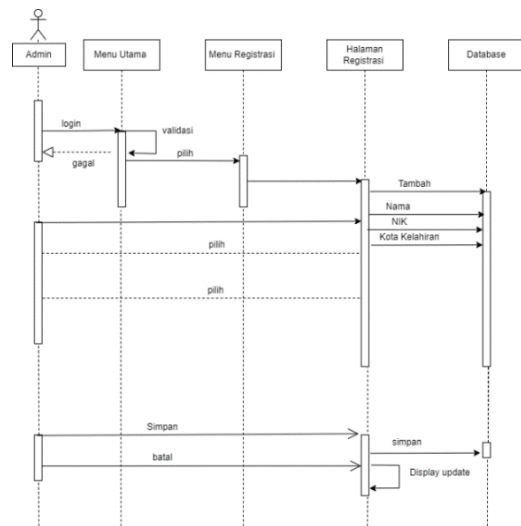 Admin
Menu Utama
Menu Registrasi
Halaman
Registrasi
Database
login
validasi
gagal
pilih
Tambah
Nama
NIK
Kota Kelahiran
pilih
pilih
Simpan
simpan
batal
Display update